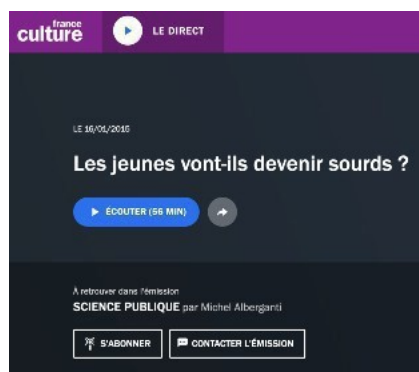 france
culture
LE DIRECT
LE 16/01/2015
Les jeunes vont-ils devenir sourds ?
ÉCOUTER (56 MIN)
À retrouver dans l'émission
SCIENCE PUBLIQUE par Michel Alberganti
S'ABONNER
CONTACTER L'ÉMISSION